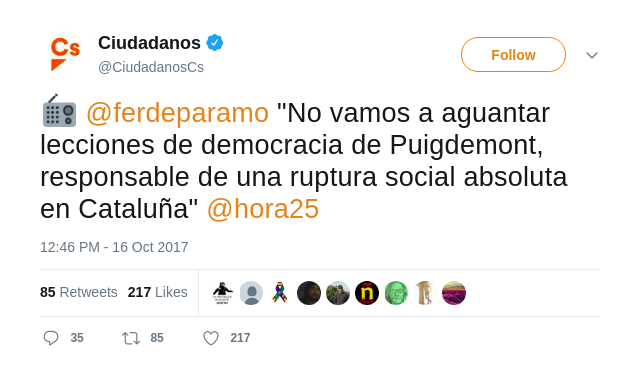 Cs
Ciudadanos
@CiudadanosCs
Follow
@ferdeparamo "No vamos a aguantar
lecciones de democracia de Puigdemont,
responsable de una ruptura social absoluta
en Cataluña" @hora25
12:46 PM - 16 Oct 2017
85 Retweets 217 Likes
n
35 85 217